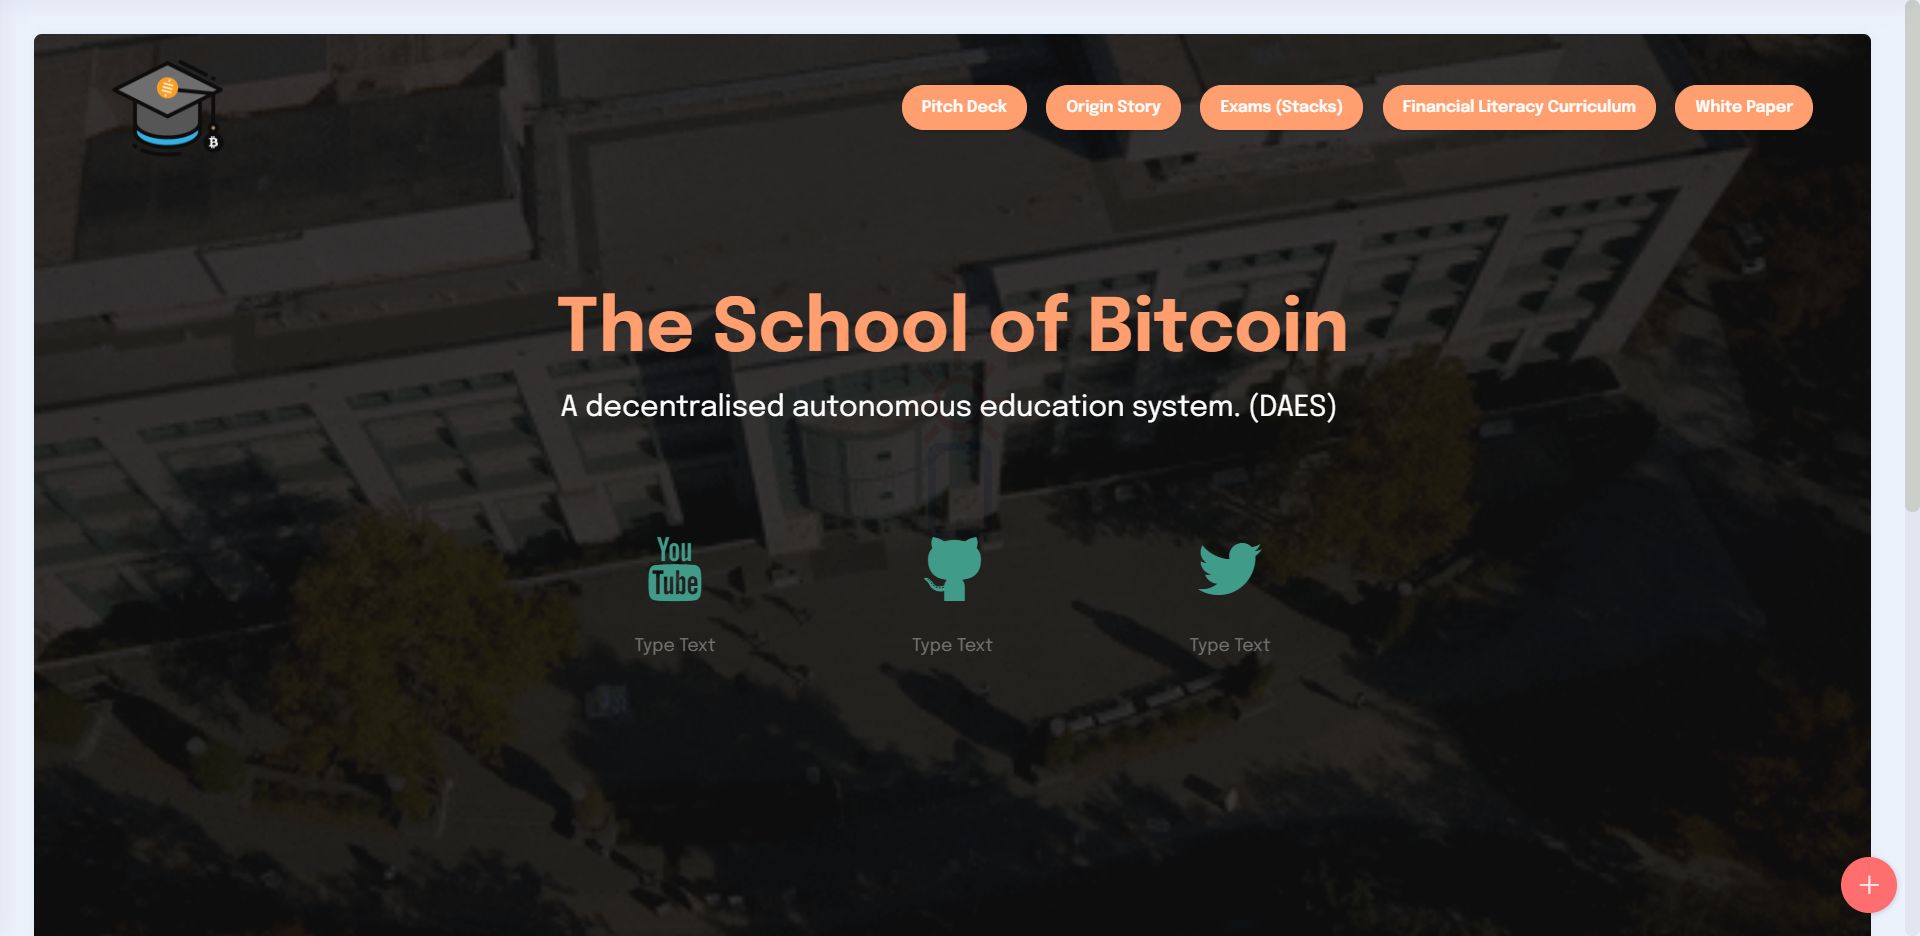 Pitch Deck
Origin Story
Exams (Stacks)
Financial Literacy Curriculum
White Paper
The School of Bitcoin
A decentralised autonomous education system. (DAES)
You
Tube
Type Text
Type Text
Type Text